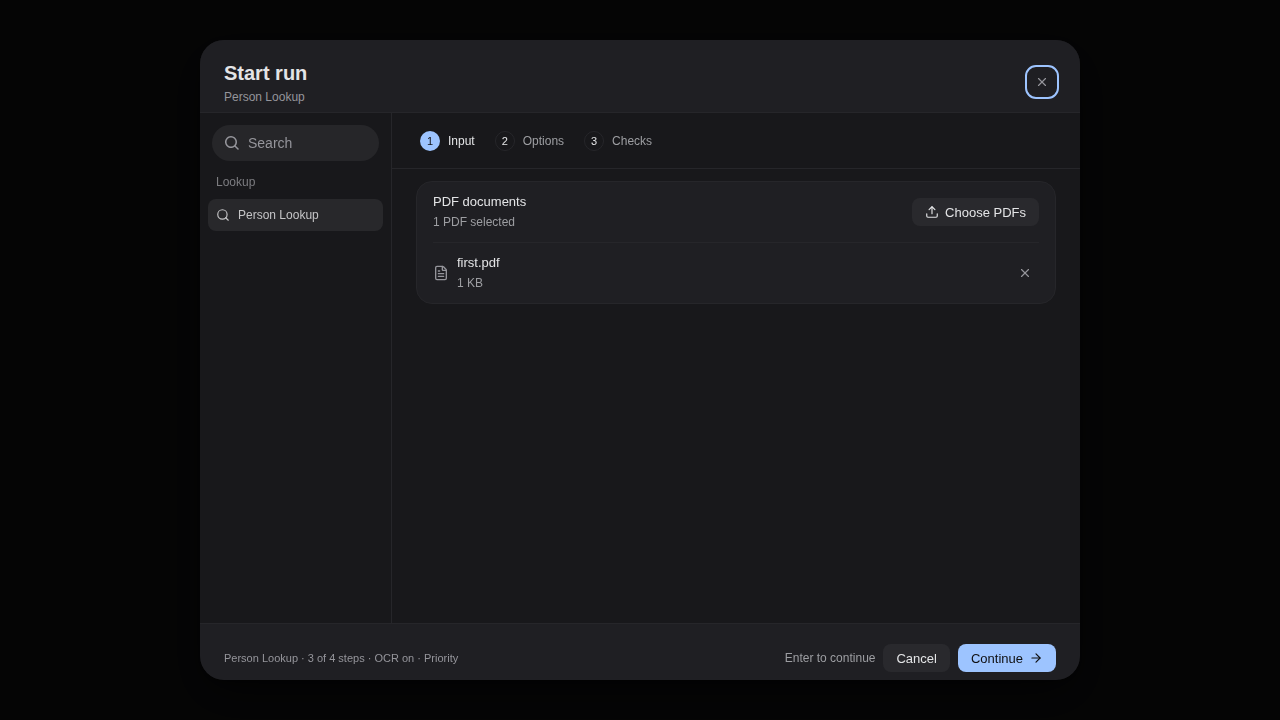 Start run
Person Lookup
Search
Lookup
Person Lookup
1 Input 2 Options 3 Checks
PDF documents
1 PDF selected
Choose PDFs
first.pdf
1 KB
Person Lookup · 3 of 4 steps · OCR on · Priority
Enter to continue Cancel Continue